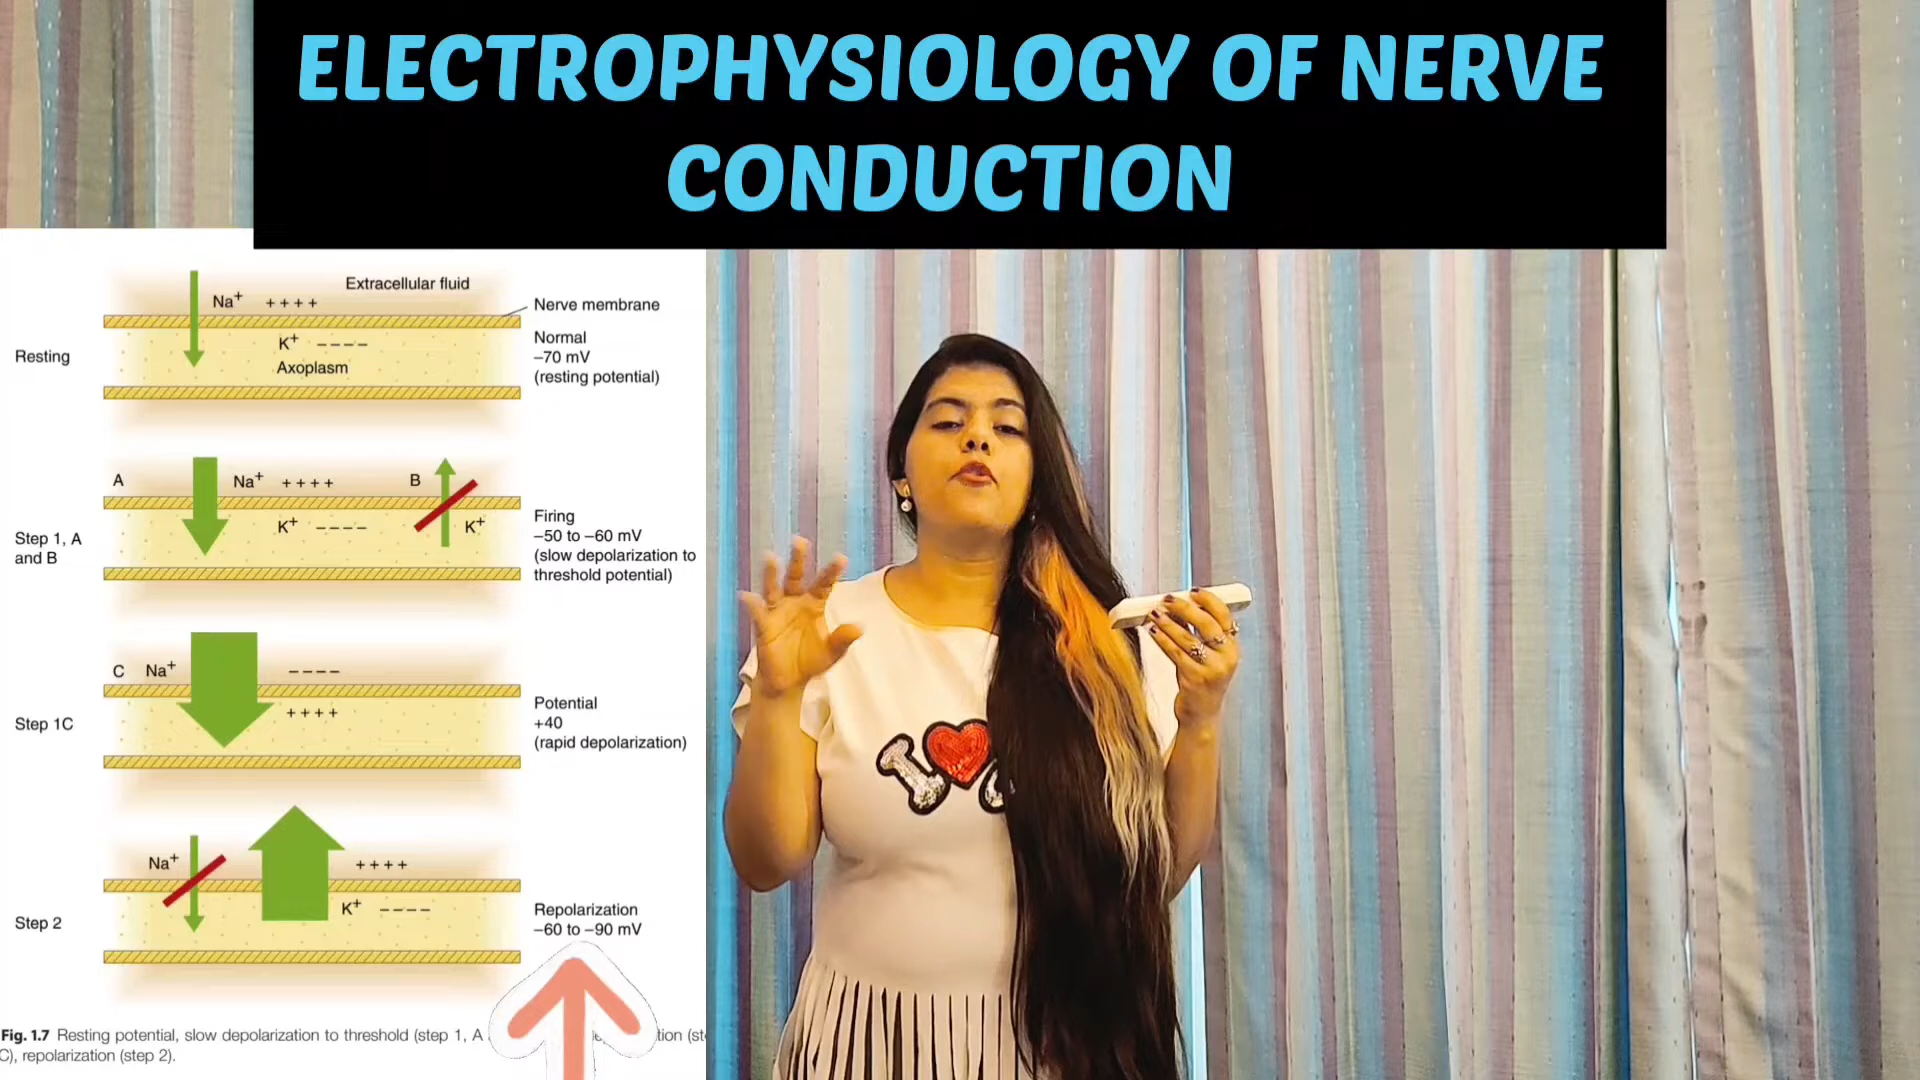 ELECTROPHYSIOLOGY OF NERVE
CONDUCTION
Extracellular fluid
Na+ ++++
Nerve membrane
K+ ----
Axoplasm
Resting
Normal
–70 mV
(resting potential)
A Na+ ++++ B
K+ ---- K+
Step 1, A
and B
Firing
–50 to –60 mV
(slow depolarization to
threshold potential)
C Na+ ----
++++
Step 1C
Potential
+40
(rapid depolarization)
Na+ ++++
K+ ----
Step 2
Repolarization
–60 to –90 mV
Fig. 1.7 Resting potential, slow depolarization to threshold (step 1, A
C), repolarization (step 2).
I